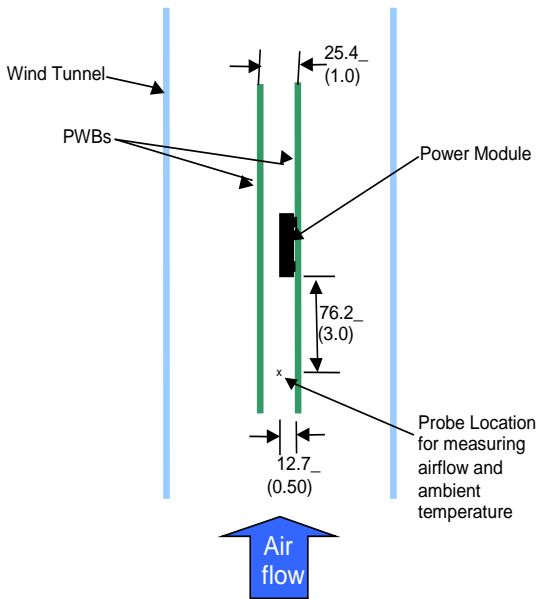 25.4_
(1.0)
Wind Tunnel
PWBs
Power Module
76.2_
(3.0)
x
Probe Location
for measuring
airflow and
ambient
temperature
12.7_
(0.50)
Air
flow